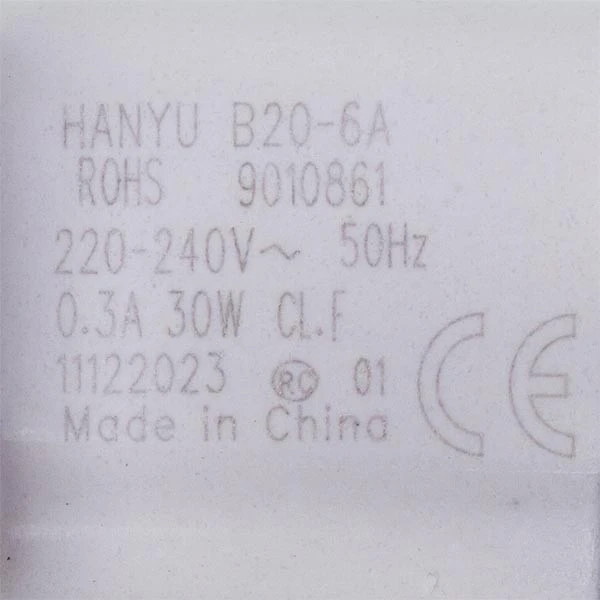 HANYU B20-6A
ROHS 9010861
220-240V~ 50Hz
0.3A 30W CL.F
11122023 RC 01
Made in China
CE